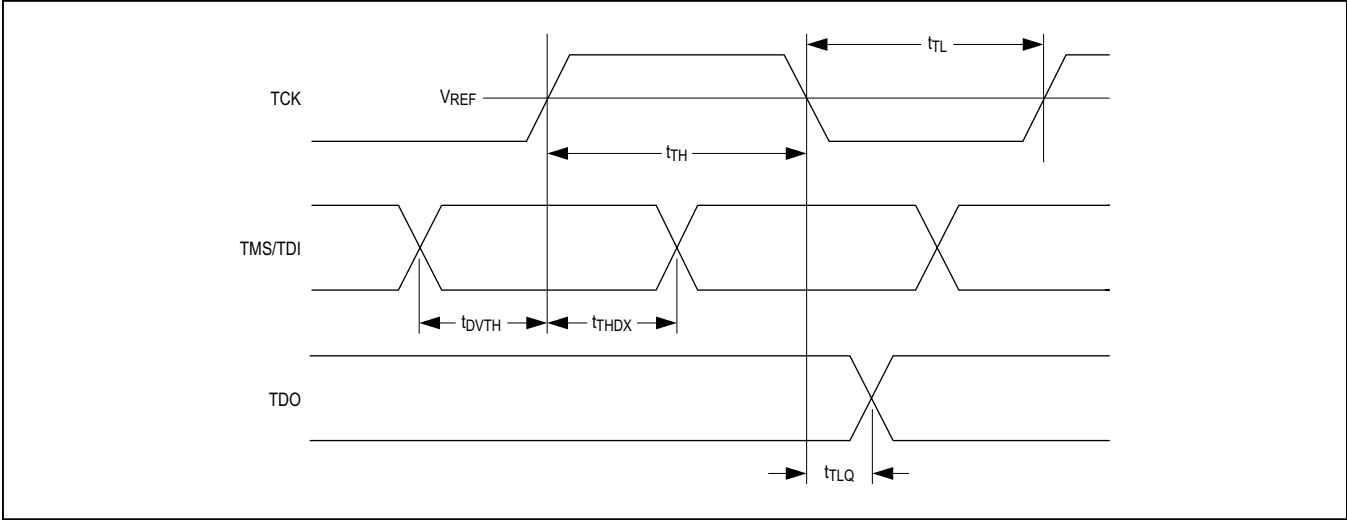 tTL
TCK
VREF
tTH
TMS/TDI
tDVTH
tTHDX
TDO
tTLQ